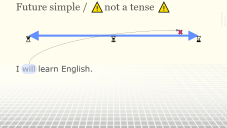 Future simple / ⚠ not a tense ⚠
I will learn English.